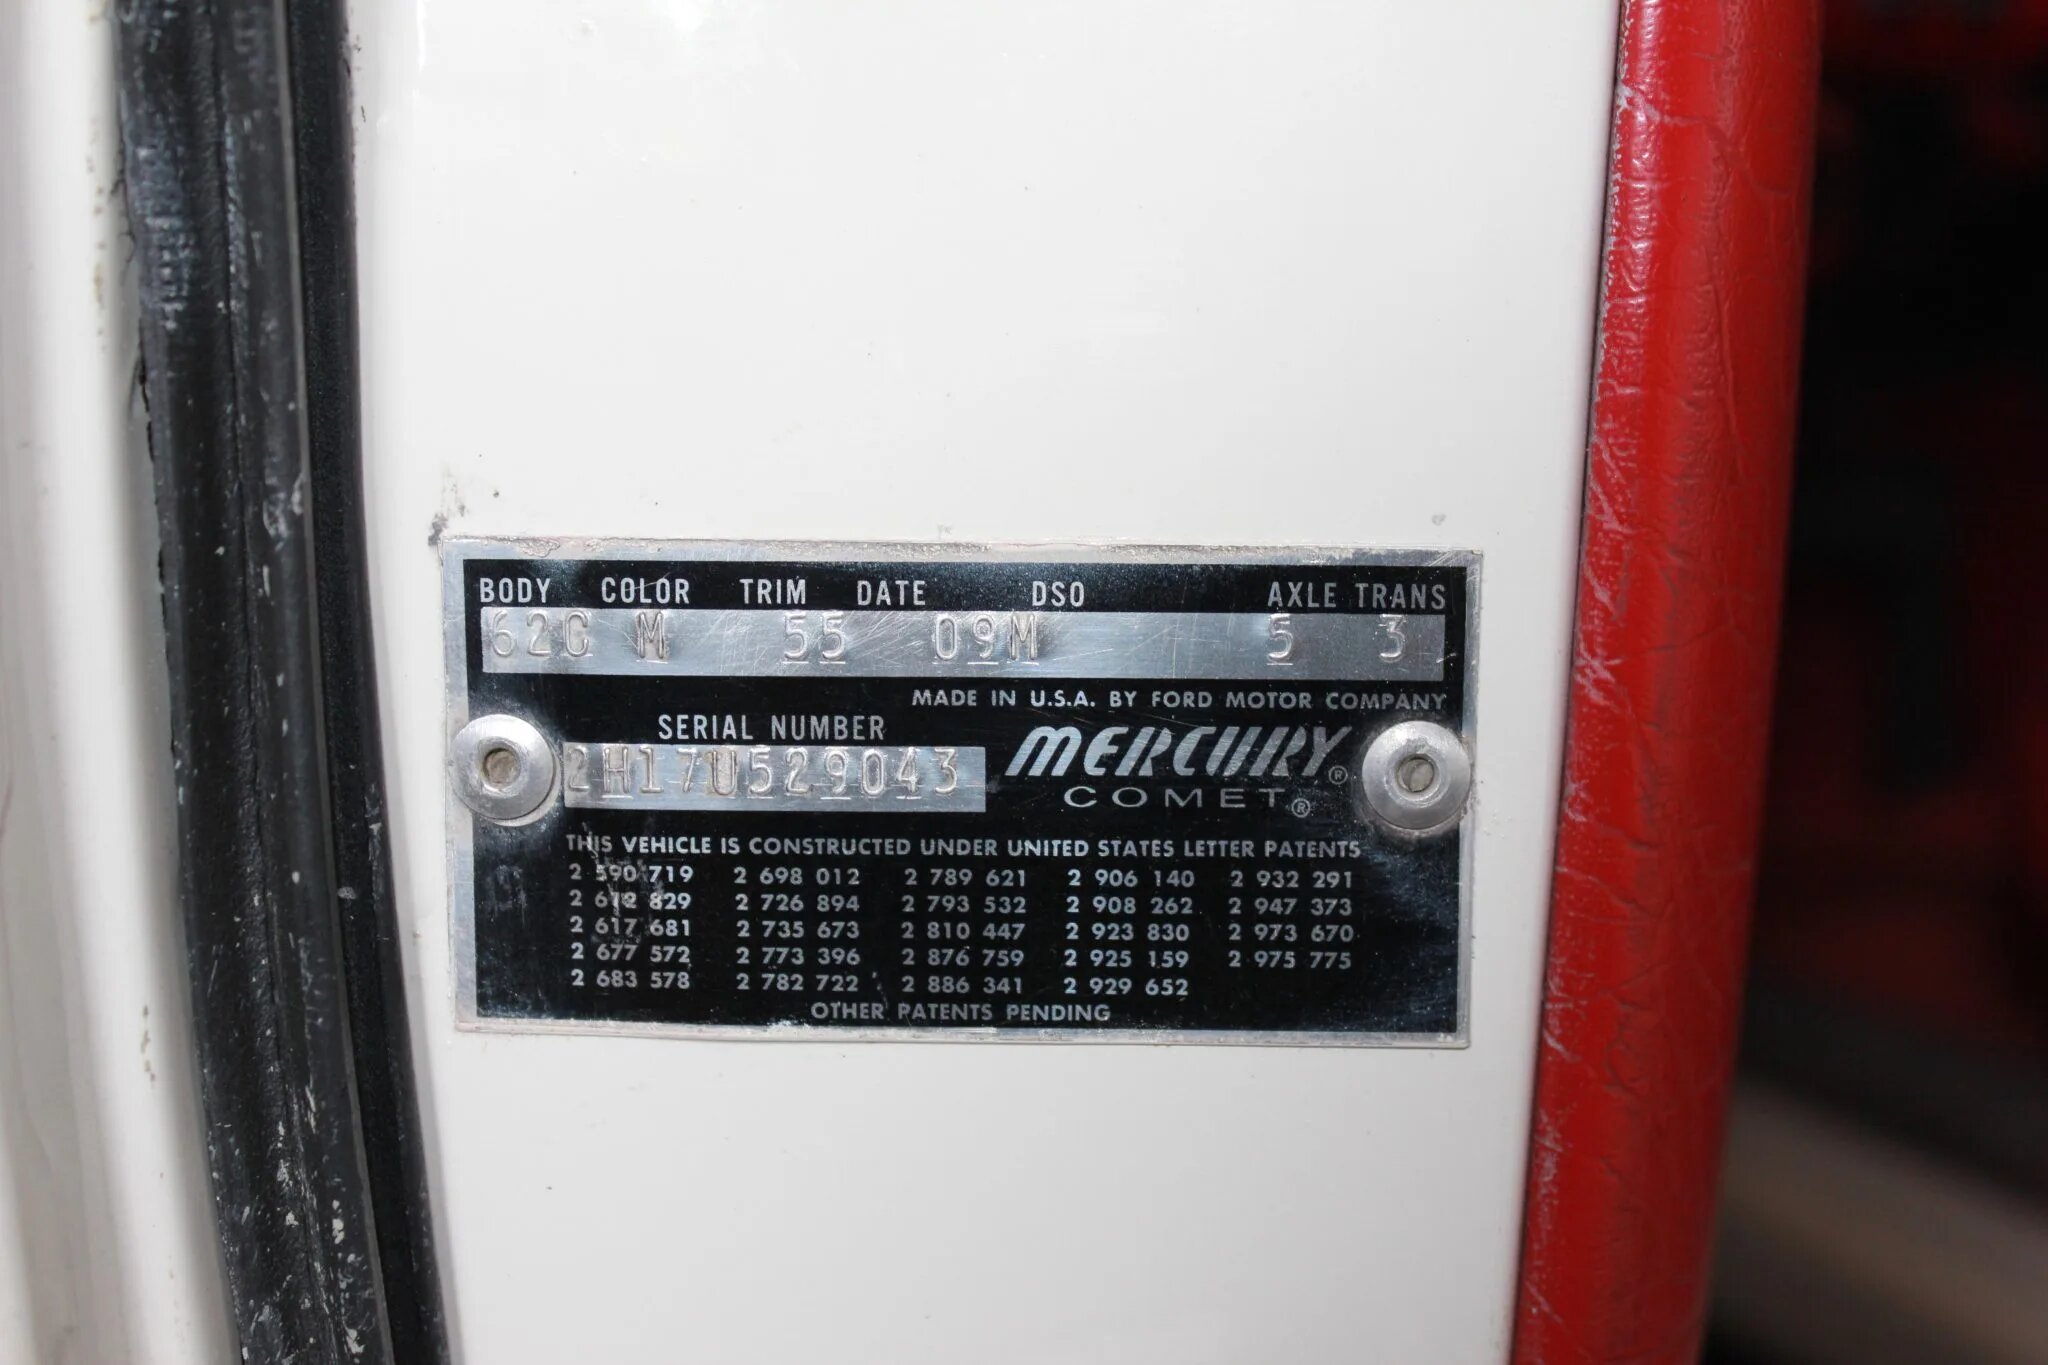 BODY COLOR TRIM DATE DSO AXLE TRANS
62C M 55 09M 5 3
MADE IN U.S.A. BY FORD MOTOR COMPANY
SERIAL NUMBER
2H17U529043
MERCURY®
COMET®
THIS VEHICLE IS CONSTRUCTED UNDER UNITED STATES LETTER PATENTS
2 590 719 2 698 012 2 789 621 2 906 140 2 932 291
2 612 829 2 726 894 2 793 532 2 908 262 2 947 373
2 617 681 2 735 673 2 810 447 2 923 830 2 973 670
2 677 572 2 773 396 2 876 759 2 925 159 2 975 775
2 683 578 2 782 722 2 886 341 2 929 652
OTHER PATENTS PENDING